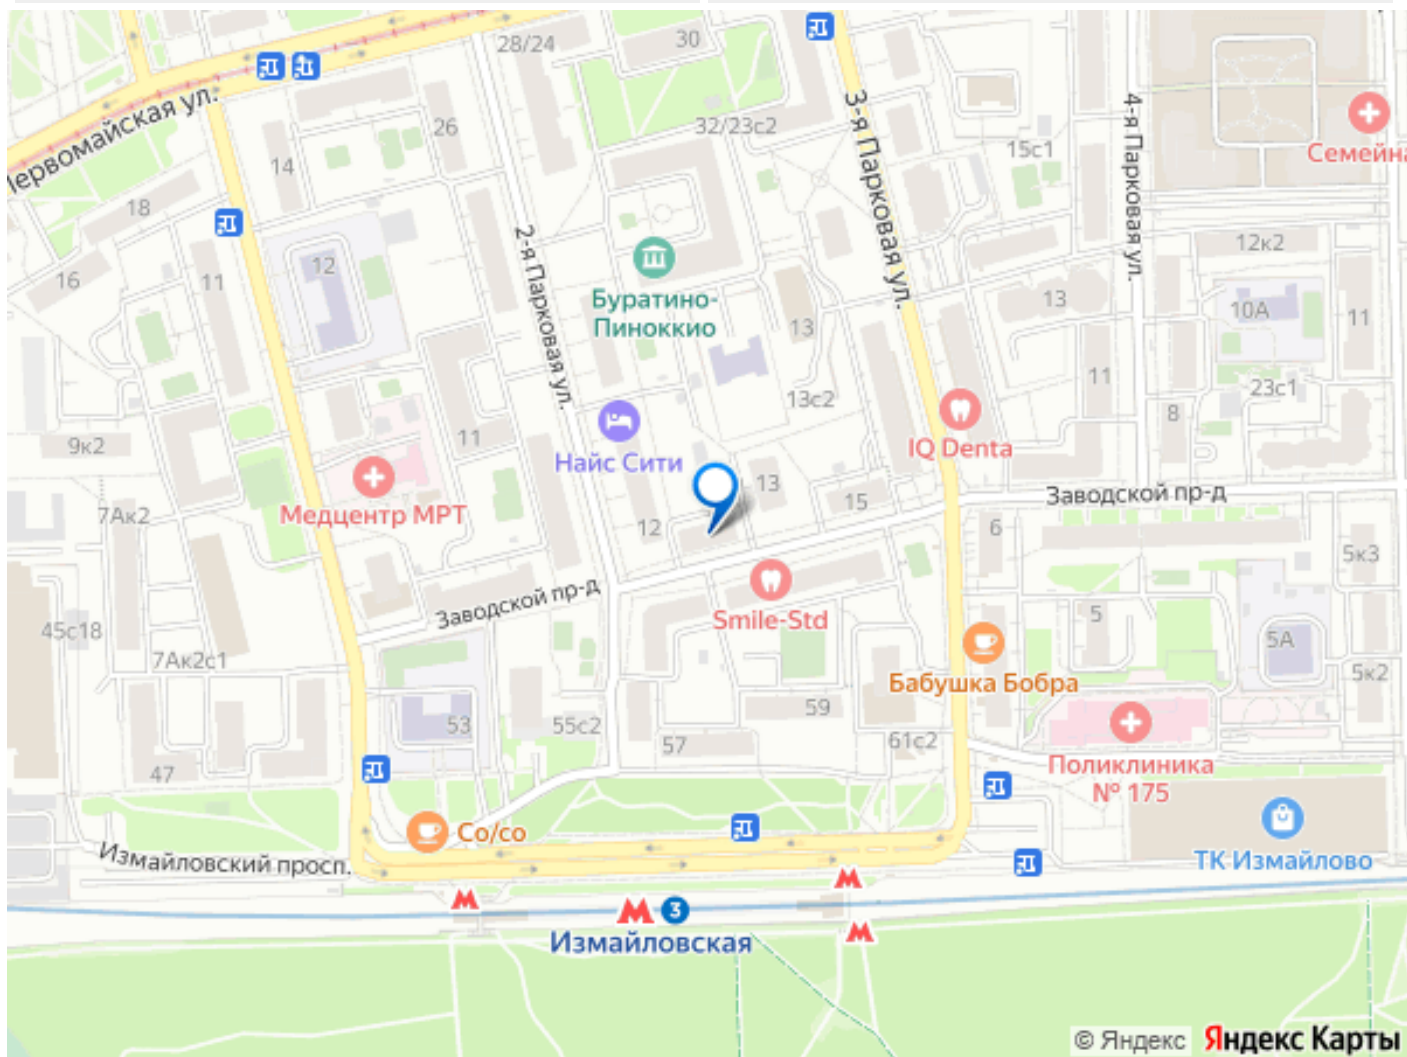 28/24
30
Первомайская ул.
26
32/23с2
3-я Парковая ул.
15с1
4-я Парковая ул.
Семейна
14
18
16
11
12
2-я Парковая ул.
Буратино-
Пиноккио
13
13с2
12к2
13
10А
11
11
23с1
8
9к2
11
Найс Сити
IQ Denta
Медцентр МРТ
7Ак2
12
13
15
Заводской пр-д
6
5к3
Заводской пр-д
Smile-Std
45с18
7Ак2с1
5
5А
5к2
Бабушка Бобра
53
55с2
57
59
61с2
47
Поликлиника
№ 175
Co/co
Измайловский просп.
ТК Измайлово
М
М
М 3
М
Измайловская
© Яндекс Яндекс Карты